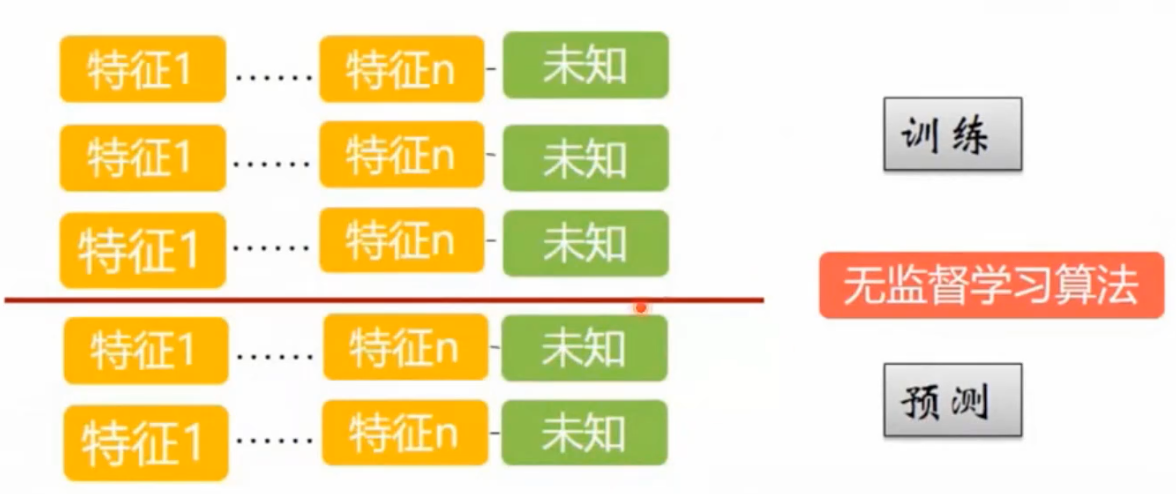 特征1 ...... 特征n - 未知
特征1 ...... 特征n - 未知
特征1 ...... 特征n - 未知
特征1 ...... 特征n - 未知
特征1 ...... 特征n - 未知
训练
无监督学习算法
预测